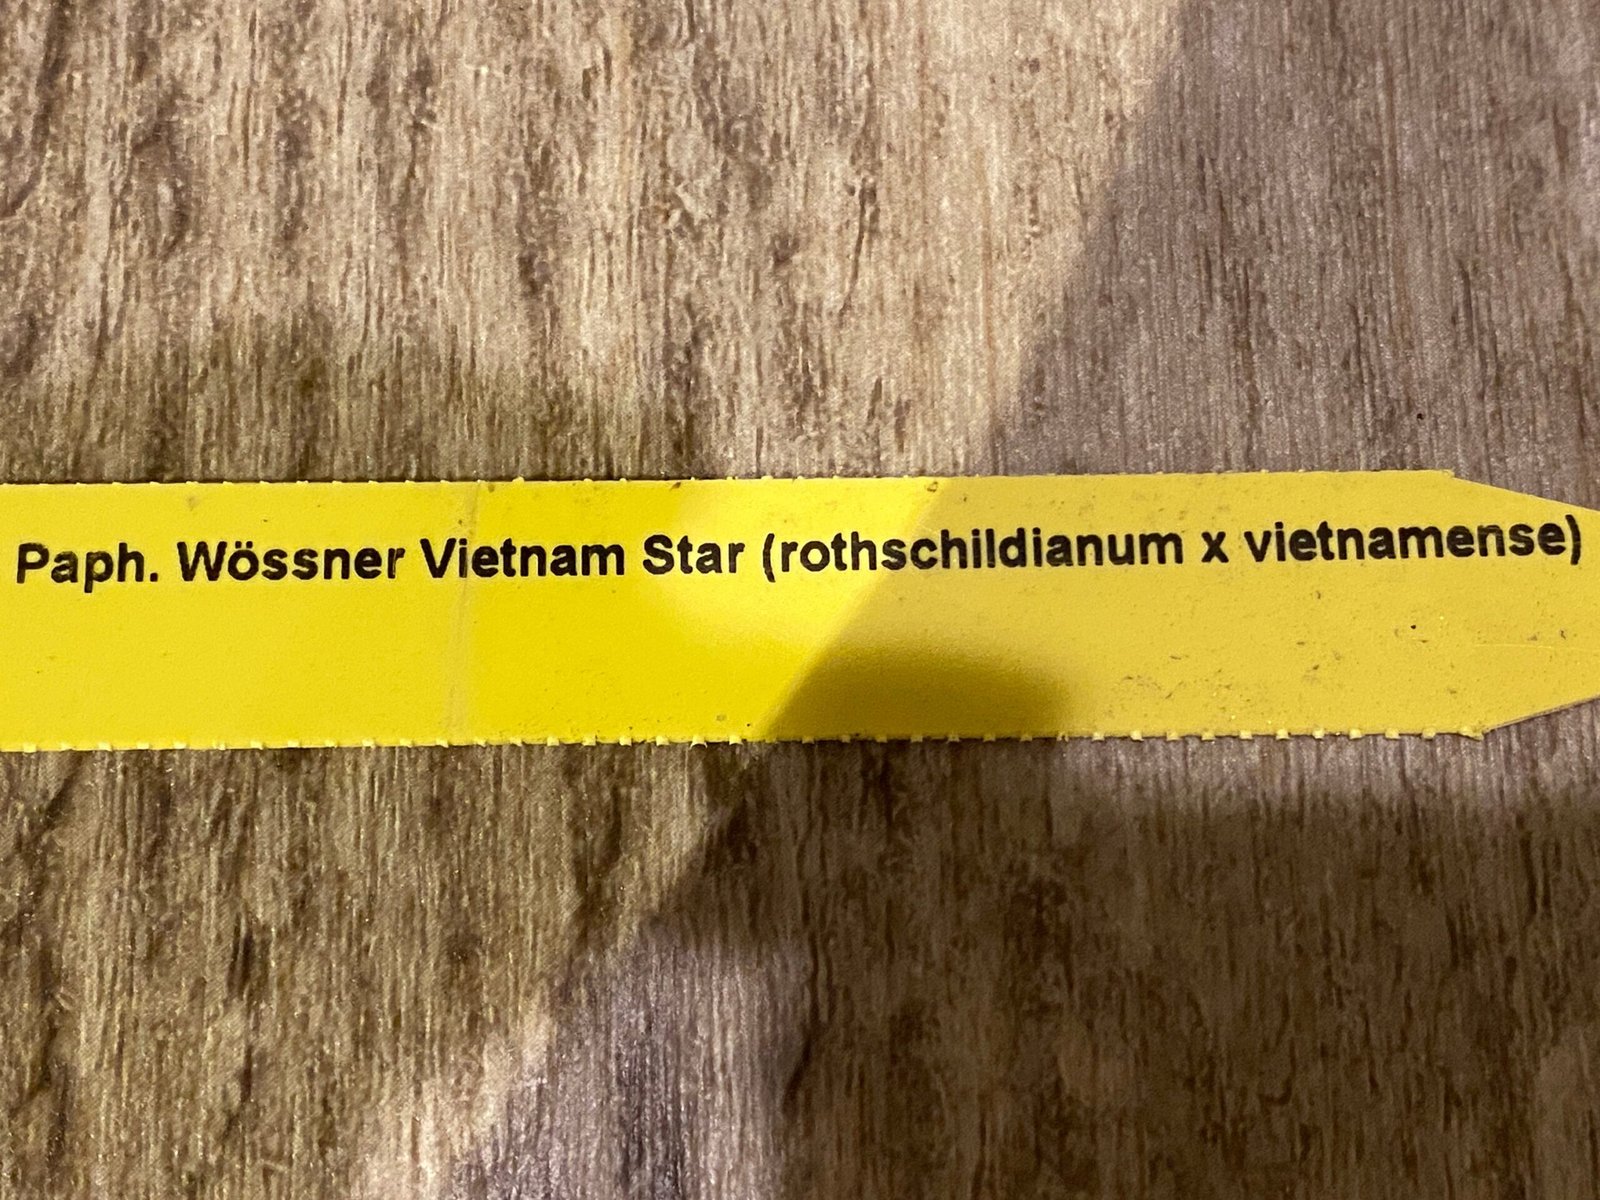 Paph. Wössner Vietnam Star (rothschildianum x vietnamense)